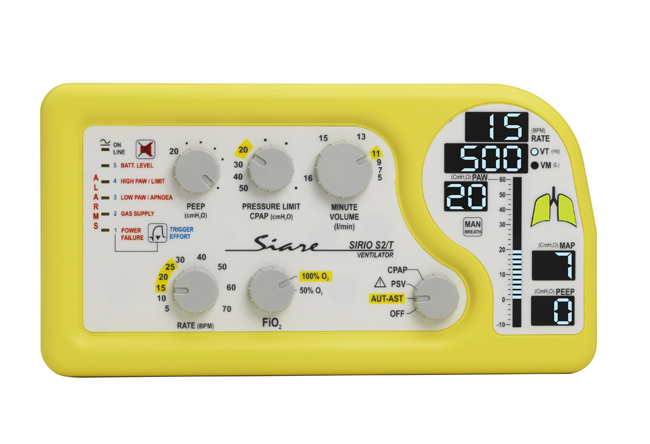 ON
LINE
5 BATT. LEVEL
4 HIGH PAW / LIMIT
3 LOW PAW / APNOEA
2 GAS SUPPLY
1 POWER
FAILURE
ALARMS
TRIGGER
EFFORT
20
PEEP
(cmH₂O)
20
30
40
50
PRESSURE LIMIT
CPAP (cmH₂O)
15 13
11
9
7
5
16
MINUTE
VOLUME
(l/min)
Siare SIRIO S2/T
VENTILATOR
5
10
15
20
25
30
40
50
60
70
RATE (BPM)
100% O₂
50% O₂
FiO₂
CPAP
PSV
AUT-AST
OFF
15
(BPM)
RATE
500
VT (ml)
VM (L)
(CmH₂O) PAW
20
60
50
40
30
20
10
0
-10
MAN
BREATH
(CmH₂O) MAP
7
(CmH₂O) PEEP
0